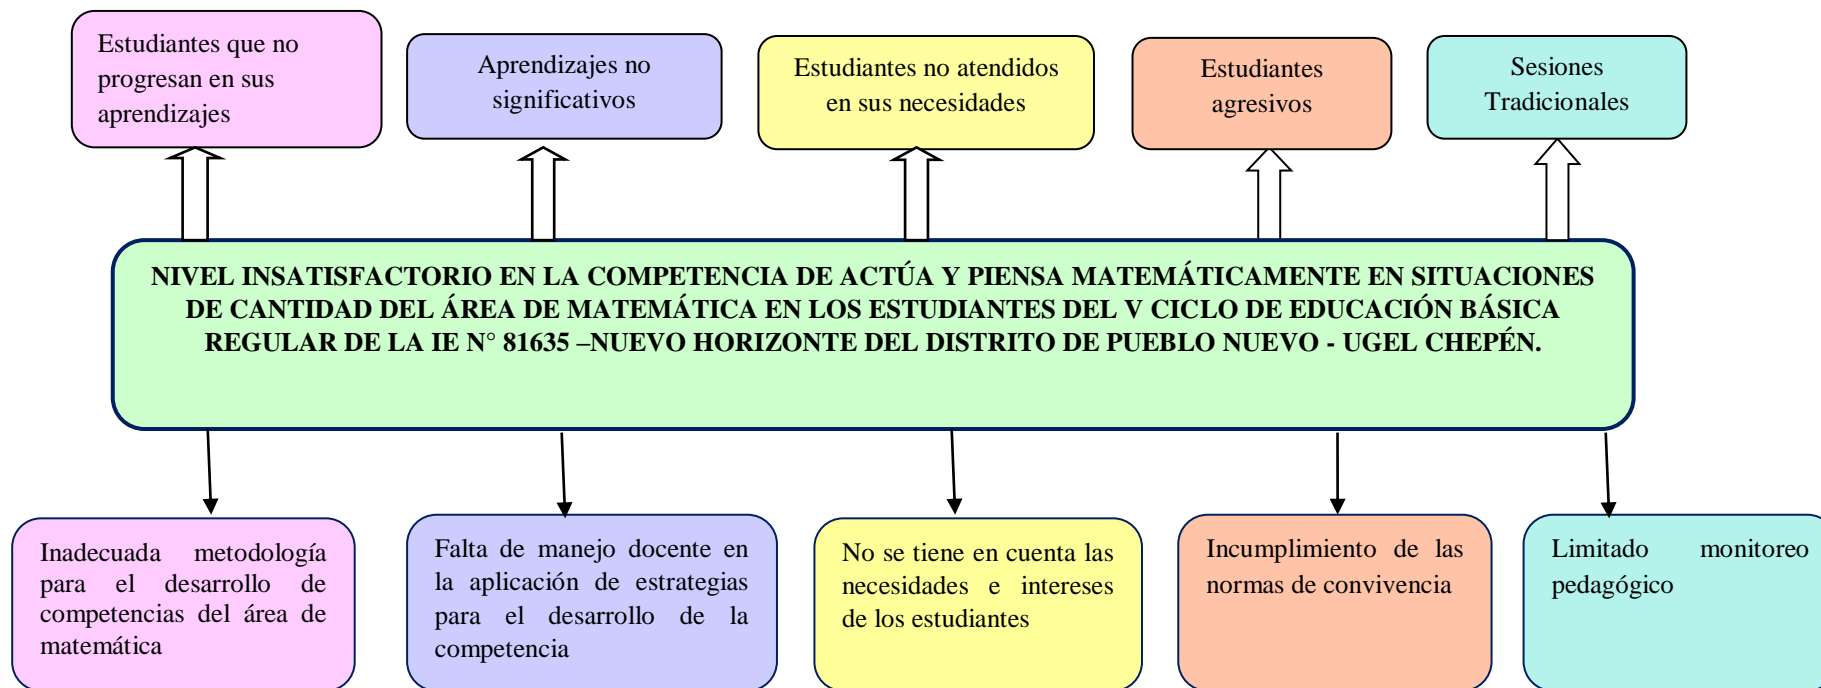 Estudiantes que no
progresan en sus
aprendizajes
Aprendizajes no
significativos
Estudiantes no atendidos
en sus necesidades
Estudiantes
agresivos
Sesiones
Tradicionales
NIVEL INSATISFACTORIO EN LA COMPETENCIA DE ACTÚA Y PIENSA MATEMÁTICAMENTE EN SITUACIONES
DE CANTIDAD DEL ÁREA DE MATEMÁTICA EN LOS ESTUDIANTES DEL V CICLO DE EDUCACIÓN BÁSICA
REGULAR DE LA IE N° 81635 –NUEVO HORIZONTE DEL DISTRITO DE PUEBLO NUEVO - UGEL CHEPÉN.
Inadecuada metodología
para el desarrollo de
competencias del área de
matemática
Falta de manejo docente en
la aplicación de estrategias
para el desarrollo de la
competencia
No se tiene en cuenta las
necesidades e intereses
de los estudiantes
Incumplimiento de las
normas de convivencia
Limitado monitoreo
pedagógico